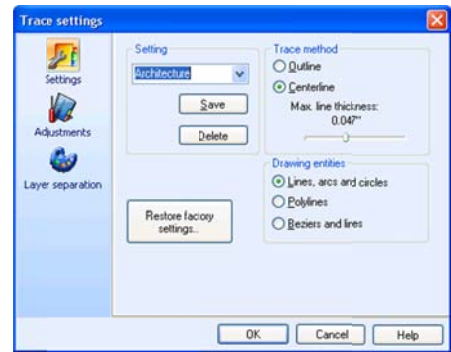 Trace settings
Settings
Adjustments
Layer separation
Setting
Architecture
Save
Delete
Restore facory
settings..
Trace method
Outline
Centerline
Max. line thickness:
0.047"
Drawing entities
Lines, arcs and circles
Polylines
Beziers and lires
OK
Cancel
Help